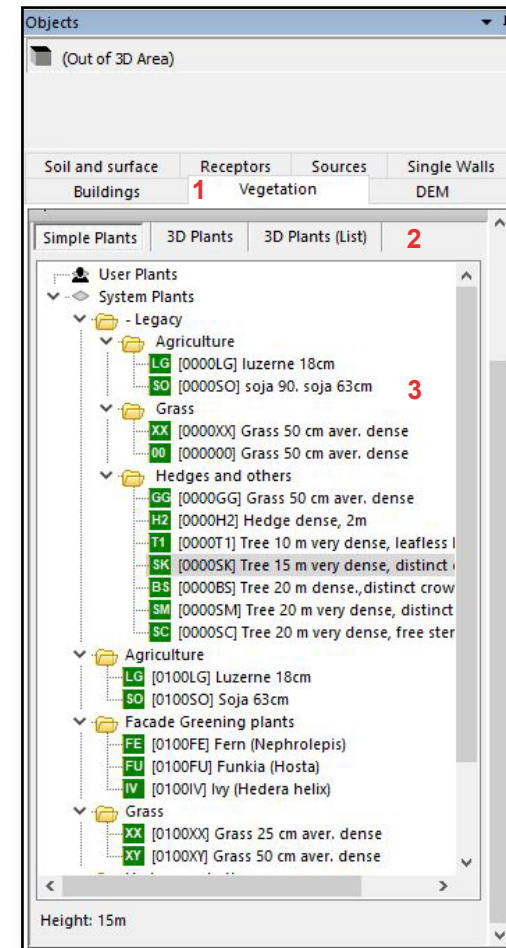 Objects
(Out of 3D Area)
Soil and surface Receptors Sources Single Walls
Buildings 1 Vegetation DEM
Simple Plants 3D Plants 3D Plants (List) 2
User Plants
System Plants
- Legacy
Agriculture
LG [0000LG] luzerne 18cm
SO [0000SO] soja 90. soja 63cm
3
Grass
XX [0000XX] Grass 50 cm aver. dense
00 [000000] Grass 50 cm aver. dense
Hedges and others
GG [0000GG] Grass 50 cm aver. dense
H2 [0000H2] Hedge dense, 2m
T1 [0000T1] Tree 10 m very dense, leafless
SK [0000SK] Tree 15 m very dense, distinct
BS [0000BS] Tree 20 m dense.,distinct crow
SM [0000SM] Tree 20 m very dense, distinct
SC [0000SC] Tree 20 m very dense, free ster
Agriculture
LG [0100LG] Luzerne 18cm
SO [0100SO] Soja 63cm
Facade Greening plants
FE [0100FE] Fern (Nephrolepis)
FU [0100FU] Funkia (Hosta)
IV [0100IV] Ivy (Hedera helix)
Grass
XX [0100XX] Grass 25 cm aver. dense
XY [0100XY] Grass 50 cm aver. dense
Height: 15m